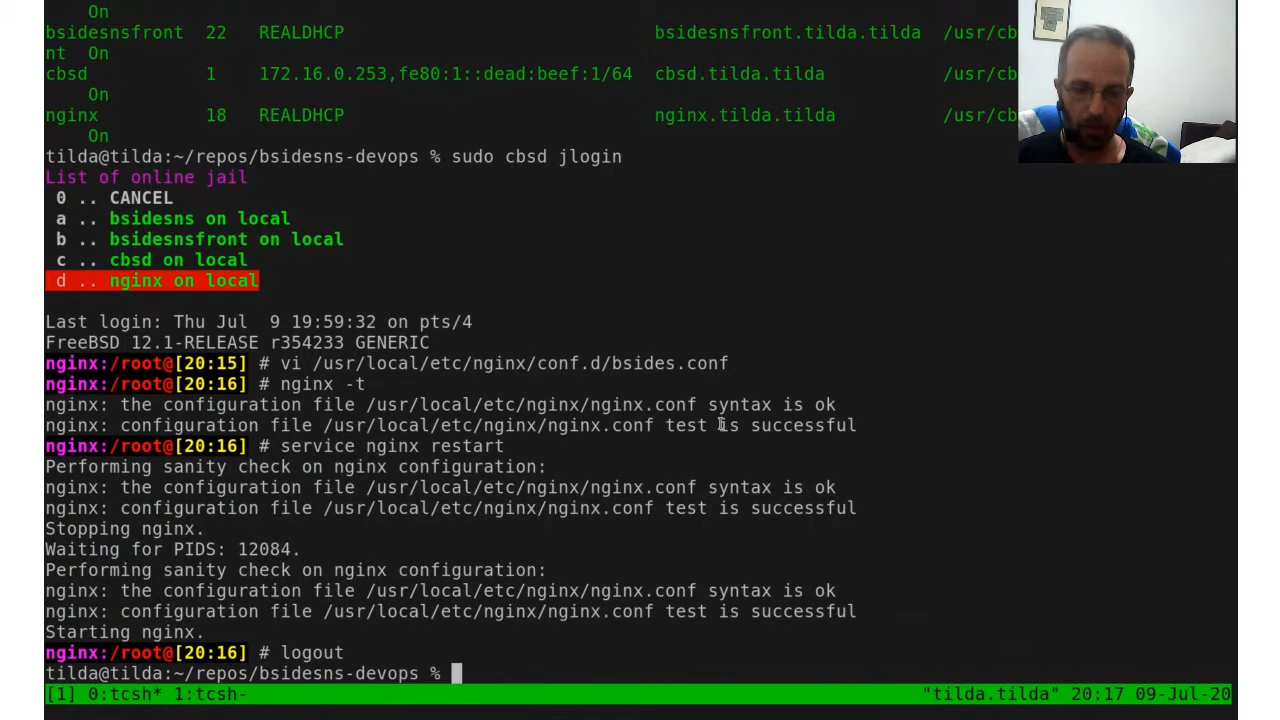 On
bsidesnsfront 22 REALDHCP bsidesnsfront.tilda.tilda /usr/cb
nt On
cbsd 1 172.16.0.253,fe80:1::dead:beef:1/64 cbsd.tilda.tilda /usr/cb
On
nginx 18 REALDHCP nginx.tilda.tilda /usr/cb
On
tilda@tilda:~/repos/bsidesns-devops % sudo cbsd jlogin
List of online jail
0 .. CANCEL
a .. bsidesns on local
b .. bsidesnsfront on local
c .. cbsd on local
d .. nginx on local
Last login: Thu Jul 9 19:59:32 on pts/4
FreeBSD 12.1-RELEASE r354233 GENERIC
nginx:/root@[20:15] # vi /usr/local/etc/nginx/conf.d/bsides.conf
nginx:/root@[20:16] # nginx -t
nginx: the configuration file /usr/local/etc/nginx/nginx.conf syntax is ok
nginx: configuration file /usr/local/etc/nginx/nginx.conf test is successful
nginx:/root@[20:16] # service nginx restart
Performing sanity check on nginx configuration:
nginx: the configuration file /usr/local/etc/nginx/nginx.conf syntax is ok
nginx: configuration file /usr/local/etc/nginx/nginx.conf test is successful
Stopping nginx.
Waiting for PIDS: 12084.
Performing sanity check on nginx configuration:
nginx: the configuration file /usr/local/etc/nginx/nginx.conf syntax is ok
nginx: configuration file /usr/local/etc/nginx/nginx.conf test is successful
Starting nginx.
nginx:/root@[20:16] # logout
tilda@tilda:~/repos/bsidesns-devops %
[1] 0:tcsh* 1:tcsh- "tilda.tilda" 20:17 09-Jul-20